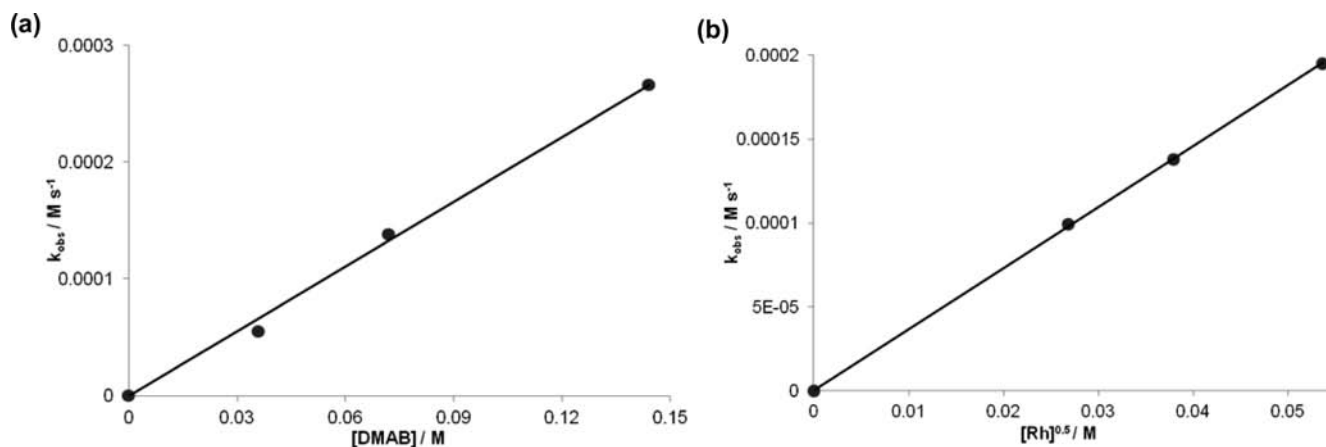 (a)
0.0003
0.0002
0.0001
0
k_obs / M s⁻¹
0 0.03 0.06 0.09 0.12 0.15
[DMAB] / M
(b)
0.0002
0.00015
0.0001
5E-05
0
k_obs / M s⁻¹
0 0.01 0.02 0.03 0.04 0.05
[Rh]^0.5 / M